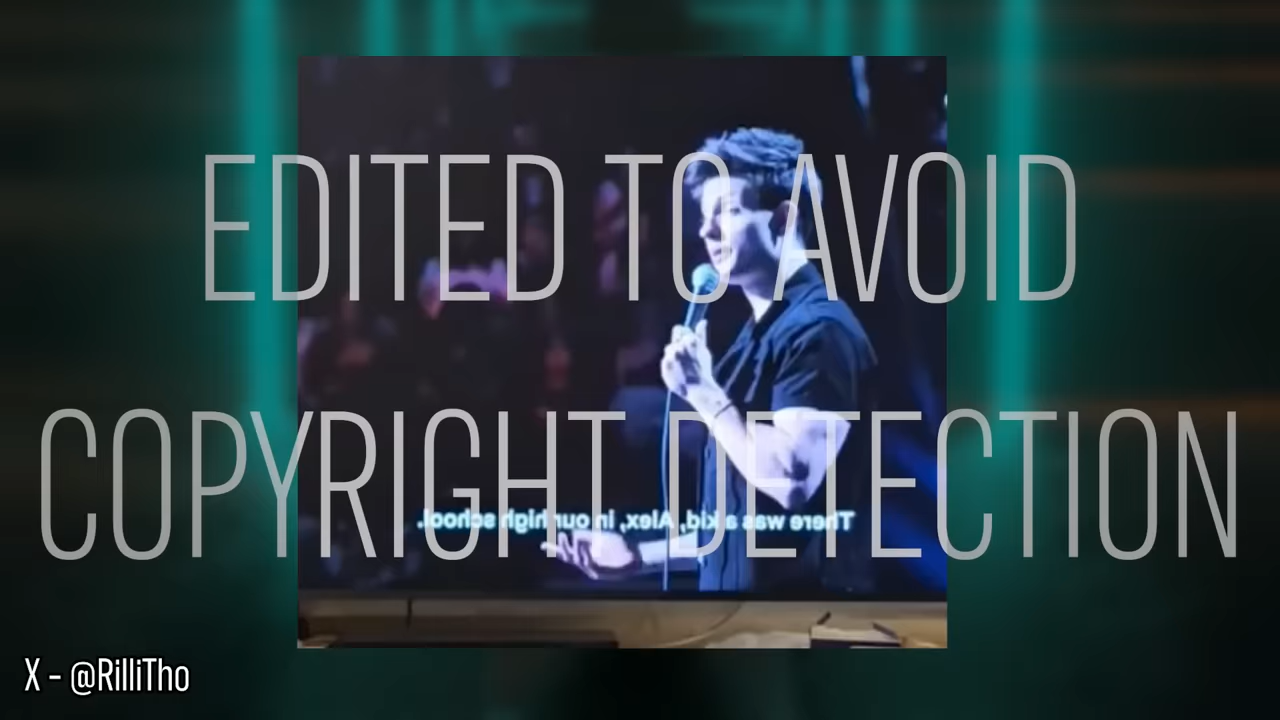 EDITED TO AVOID
COPYRIGHT DETECTION
There was a kid, Alex, in our high school.
X - @RilliTho